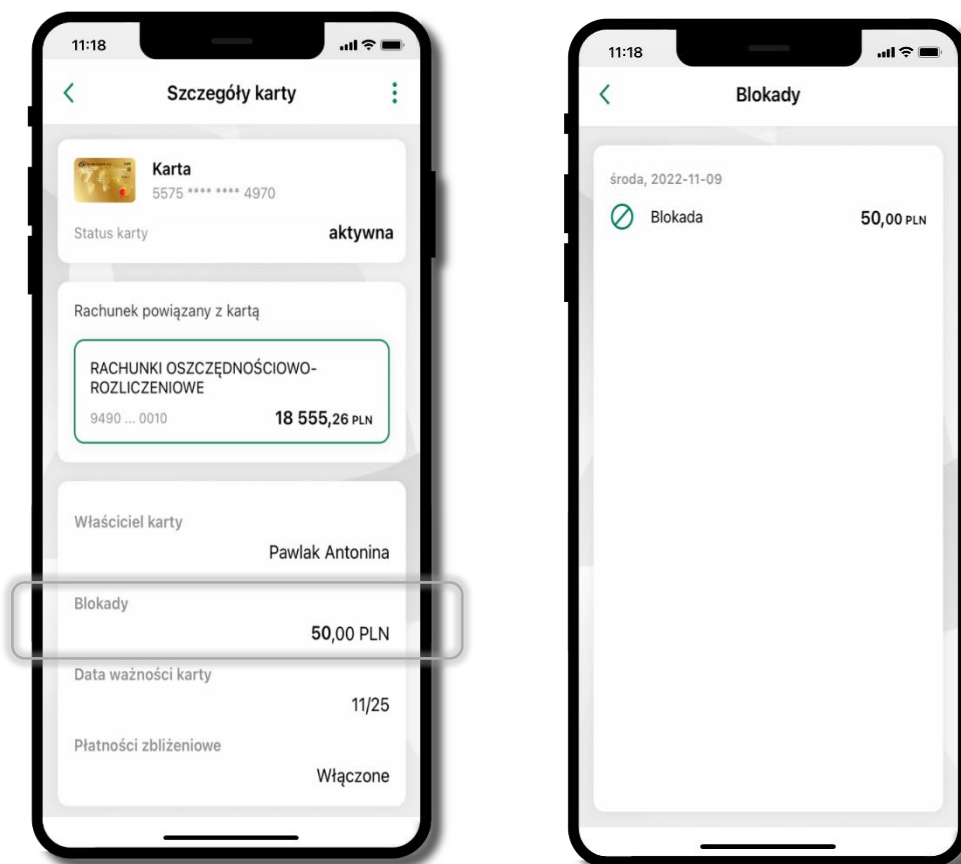 11:18
Szczegóły karty
Karta
5575 **** **** 4970
Status karty aktywna
Rachunek powiązany z kartą
RACHUNKI OSZCZĘDNOŚCIOWO-
ROZLICZENIOWE
9490 ... 0010 18 555,26 PLN
Właściciel karty
Pawlak Antonina
Blokady
50,00 PLN
Data ważności karty
11/25
Płatności zbliżeniowe
Włączone
11:18
Blokady
środa, 2022-11-09
Blokada 50,00 PLN